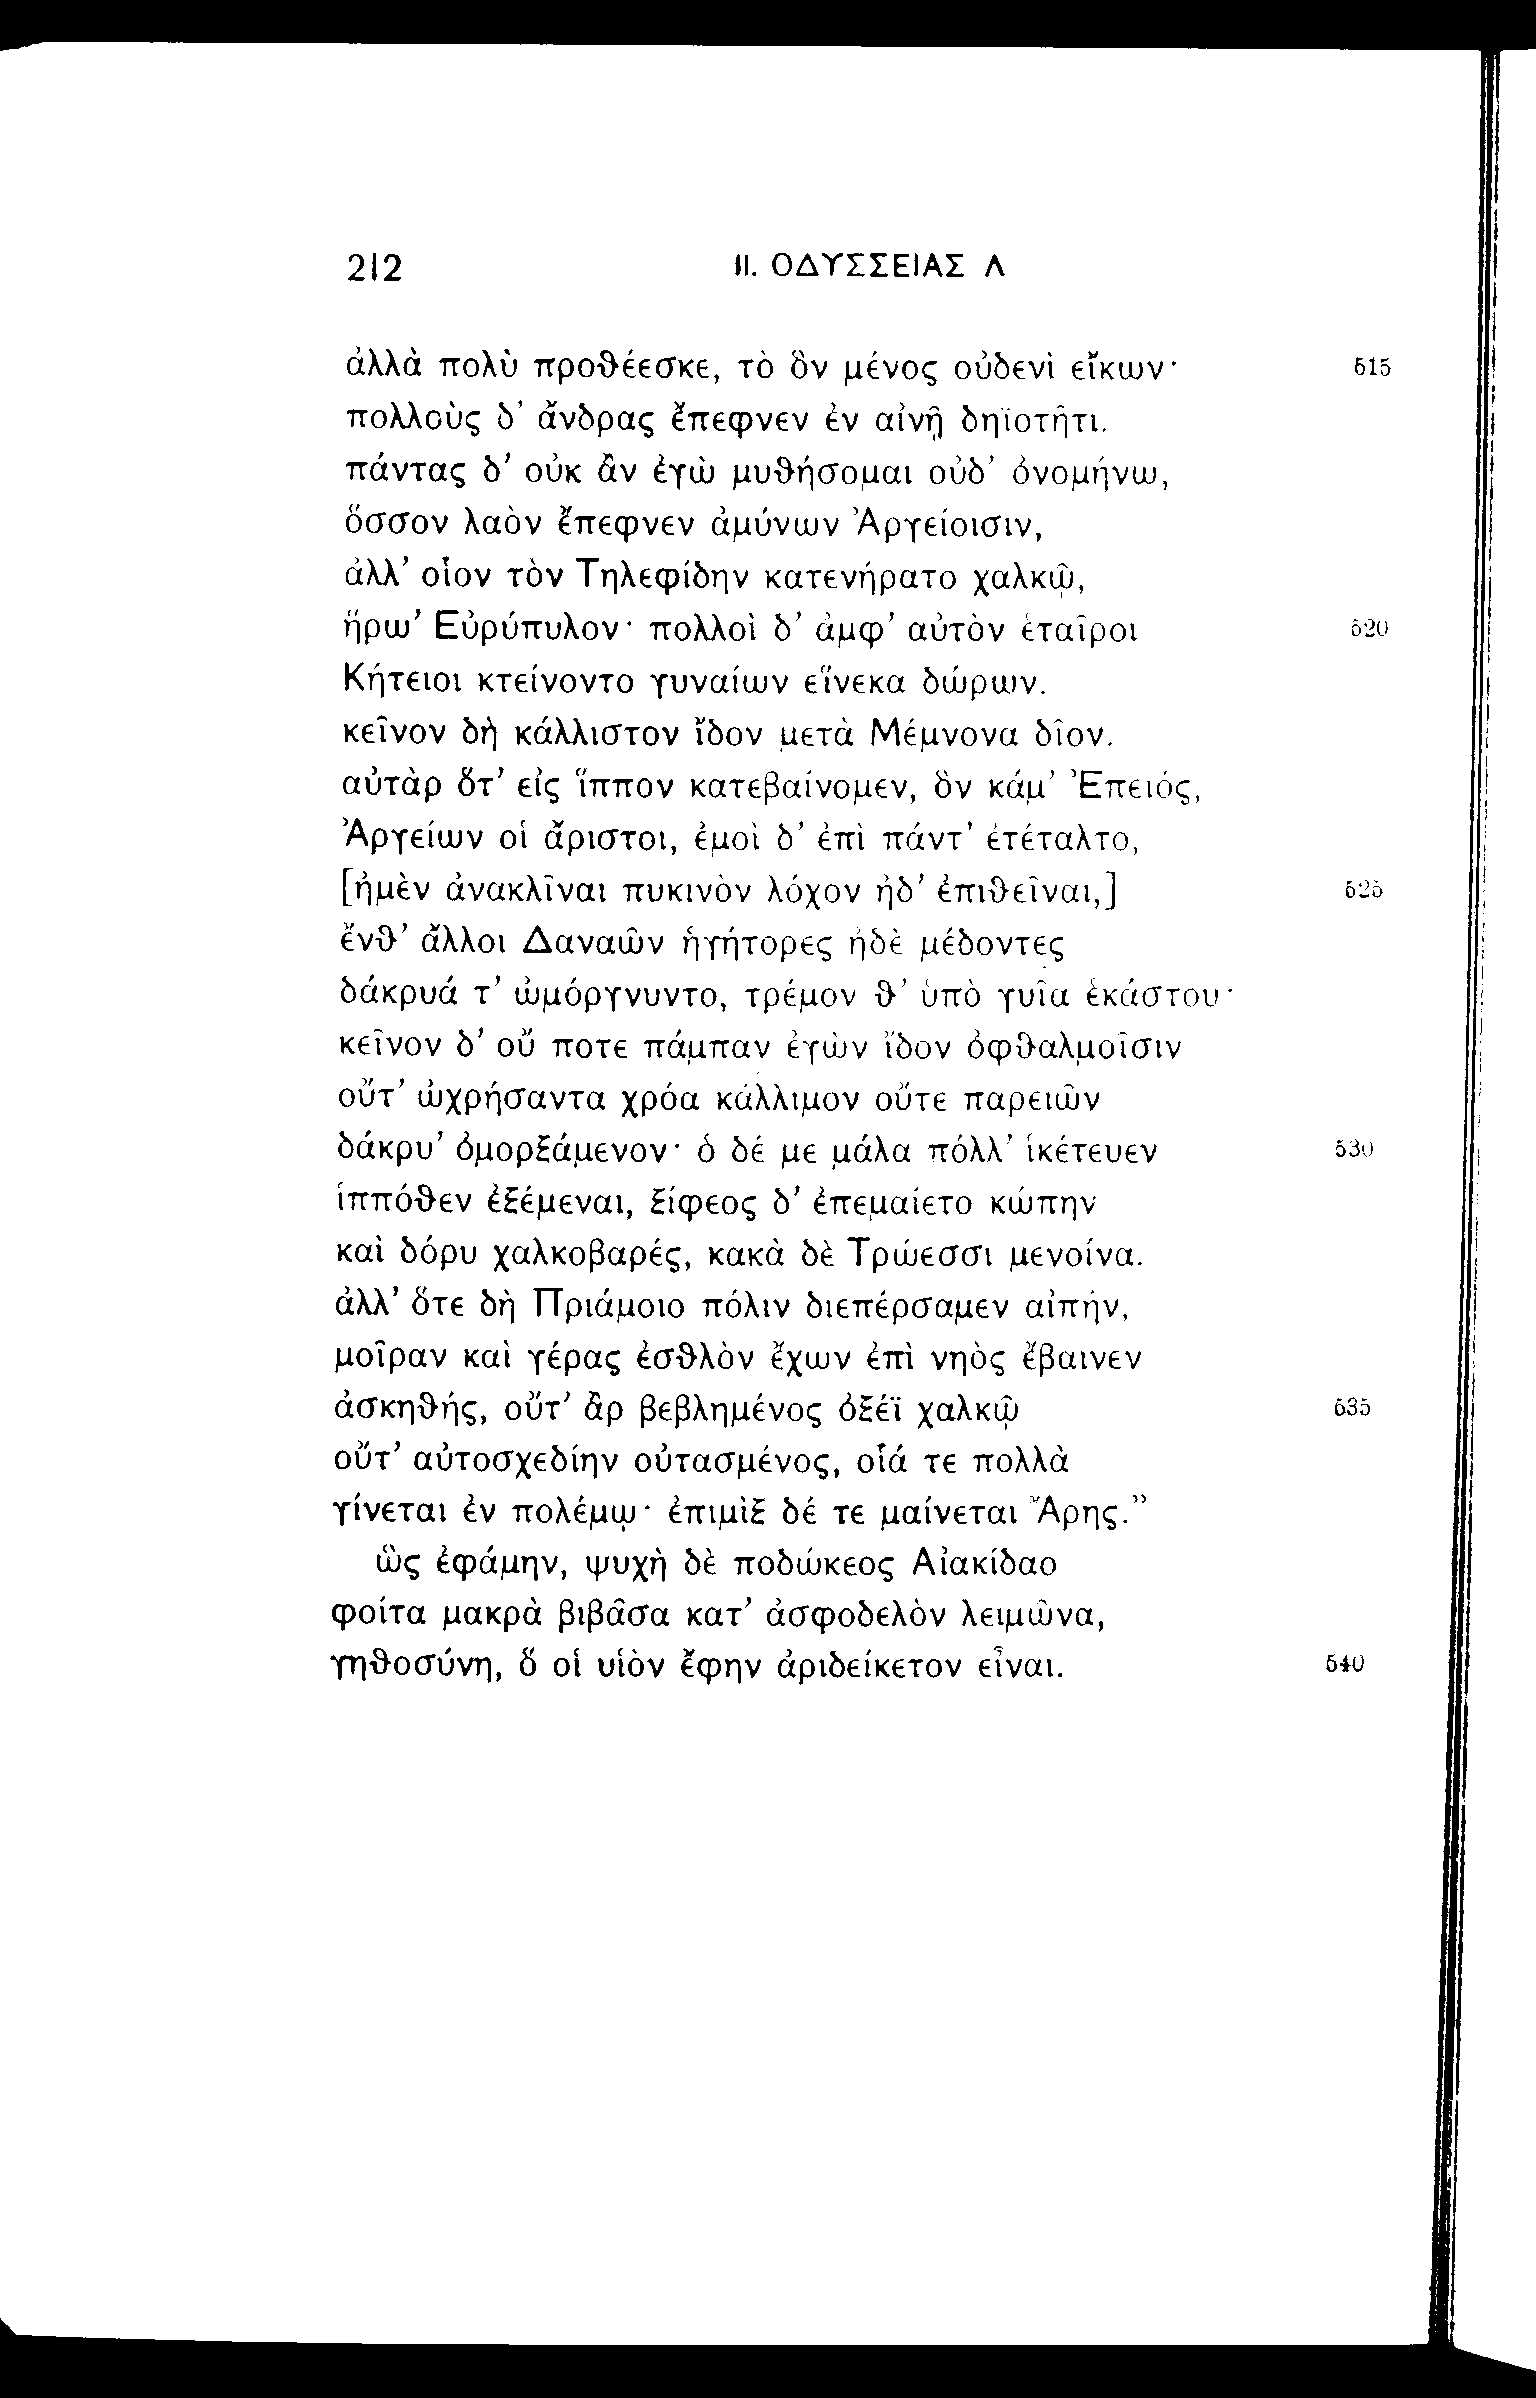 212 II. ΟΔΥΣΣΕΙΑΣ Λ
ἀλλὰ πολὺ προθέεσκε, τὸ ὃν μένος οὐδενὶ εἴκων· 515
πολλοὺς δ’ ἄνδρας ἔπεφνεν ἐν αἰνῇ δηϊοτῆτι.
πάντας δ’ οὐκ ἂν ἐγὼ μυθήσομαι οὐδ’ ὀνομήνω,
ὅσσον λαὸν ἔπεφνεν ἀμύνων Ἀργείοισιν,
ἀλλ’ οἷον τὸν Τηλεφίδην κατενήρατο χαλκῷ,
ἥρω’ Εὐρύπυλον· πολλοὶ δ’ ἀμφ’ αὐτὸν ἑταῖροι 520
Κήτειοι κτείνοντο γυναίων εἵνεκα δώρων.
κεῖνον δὴ κάλλιστον ἴδον μετὰ Μέμνονα δῖον.
αὐτὰρ ὅτ’ εἰς ἵππον κατεβαίνομεν, ὃν κάμ’ Ἐπειός,
Ἀργείων οἱ ἄριστοι, ἐμοὶ δ’ ἐπὶ πάντ’ ἐτέταλτο,
[ἠμὲν ἀνακλῖναι πυκινὸν λόχον ἠδ’ ἐπιθεῖναι,] 525
ἔνθ’ ἄλλοι Δαναῶν ἡγήτορες ἠδὲ μέδοντες
δάκρυά τ’ ὠμόργνυντο, τρέμον θ’ ὑπὸ γυῖα ἑκάστου·
κεῖνον δ’ οὔ ποτε πάμπαν ἐγὼν ἴδον ὀφθαλμοῖσιν
οὔτ’ ὠχρήσαντα χρόα κάλλιμον οὔτε παρειῶν
δάκρυ’ ὀμορξάμενον· ὁ δέ με μάλα πόλλ’ ἱκέτευεν 530
ἱππόθεν ἐξέμεναι, ξίφεος δ’ ἐπεμαίετο κώπην
καὶ δόρυ χαλκοβαρές, κακὰ δὲ Τρώεσσι μενοίνα.
ἀλλ’ ὅτε δὴ Πριάμοιο πόλιν διεπέρσαμεν αἰπήν,
μοῖραν καὶ γέρας ἐσθλὸν ἔχων ἐπὶ νηὸς ἔβαινεν
ἀσκηθής, οὔτ’ ἂρ βεβλημένος ὀξέϊ χαλκῷ 535
οὔτ’ αὐτοσχεδίην οὐτασμένος, οἷά τε πολλὰ
γίνεται ἐν πολέμῳ· ἐπιμὶξ δέ τε μαίνεται Ἄρης.”
ὣς ἐφάμην, ψυχὴ δὲ ποδώκεος Αἰακίδαο
φοίτα μακρὰ βιβᾶσα κατ’ ἀσφοδελὸν λειμῶνα,
γηθοσύνη, ὅ οἱ υἱὸν ἔφην ἀριδείκετον εἶναι. 540